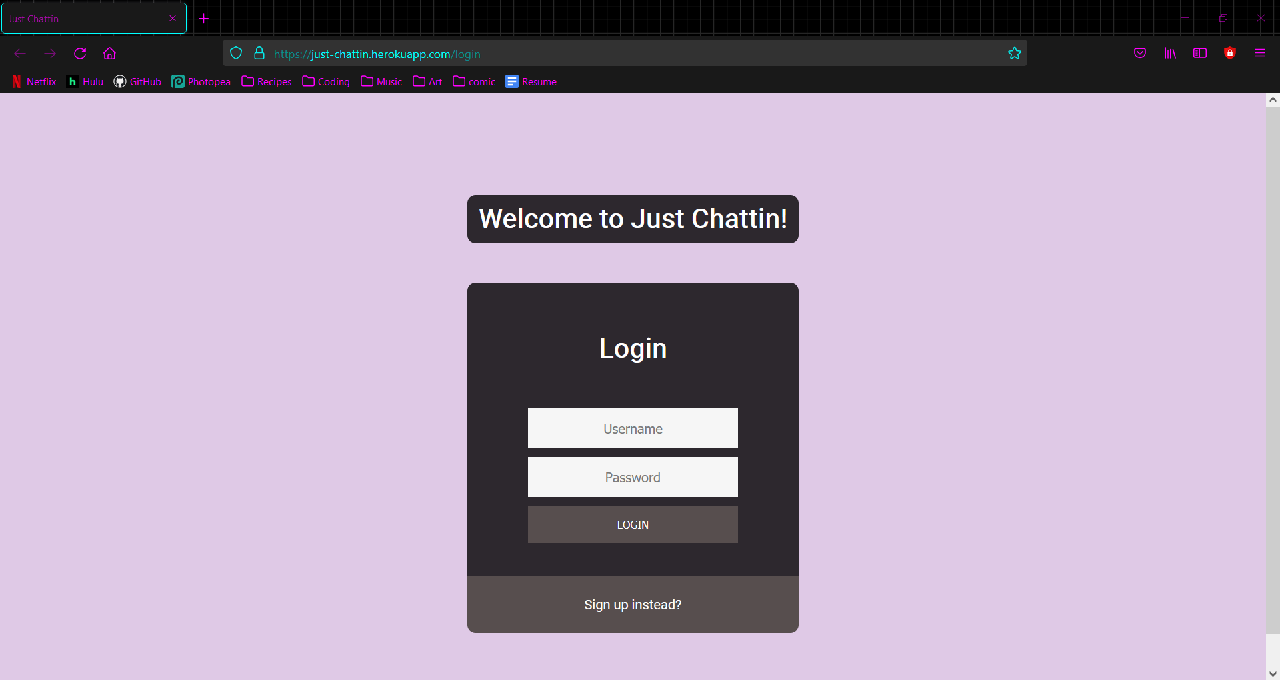 Just Chattin
https://just-chattin.herokuapp.com/login
Netflix h Hulu GitHub Photopea Recipes Coding Music Art comic Resume
Welcome to Just Chattin!
Login
Username
Password
LOGIN
Sign up instead?